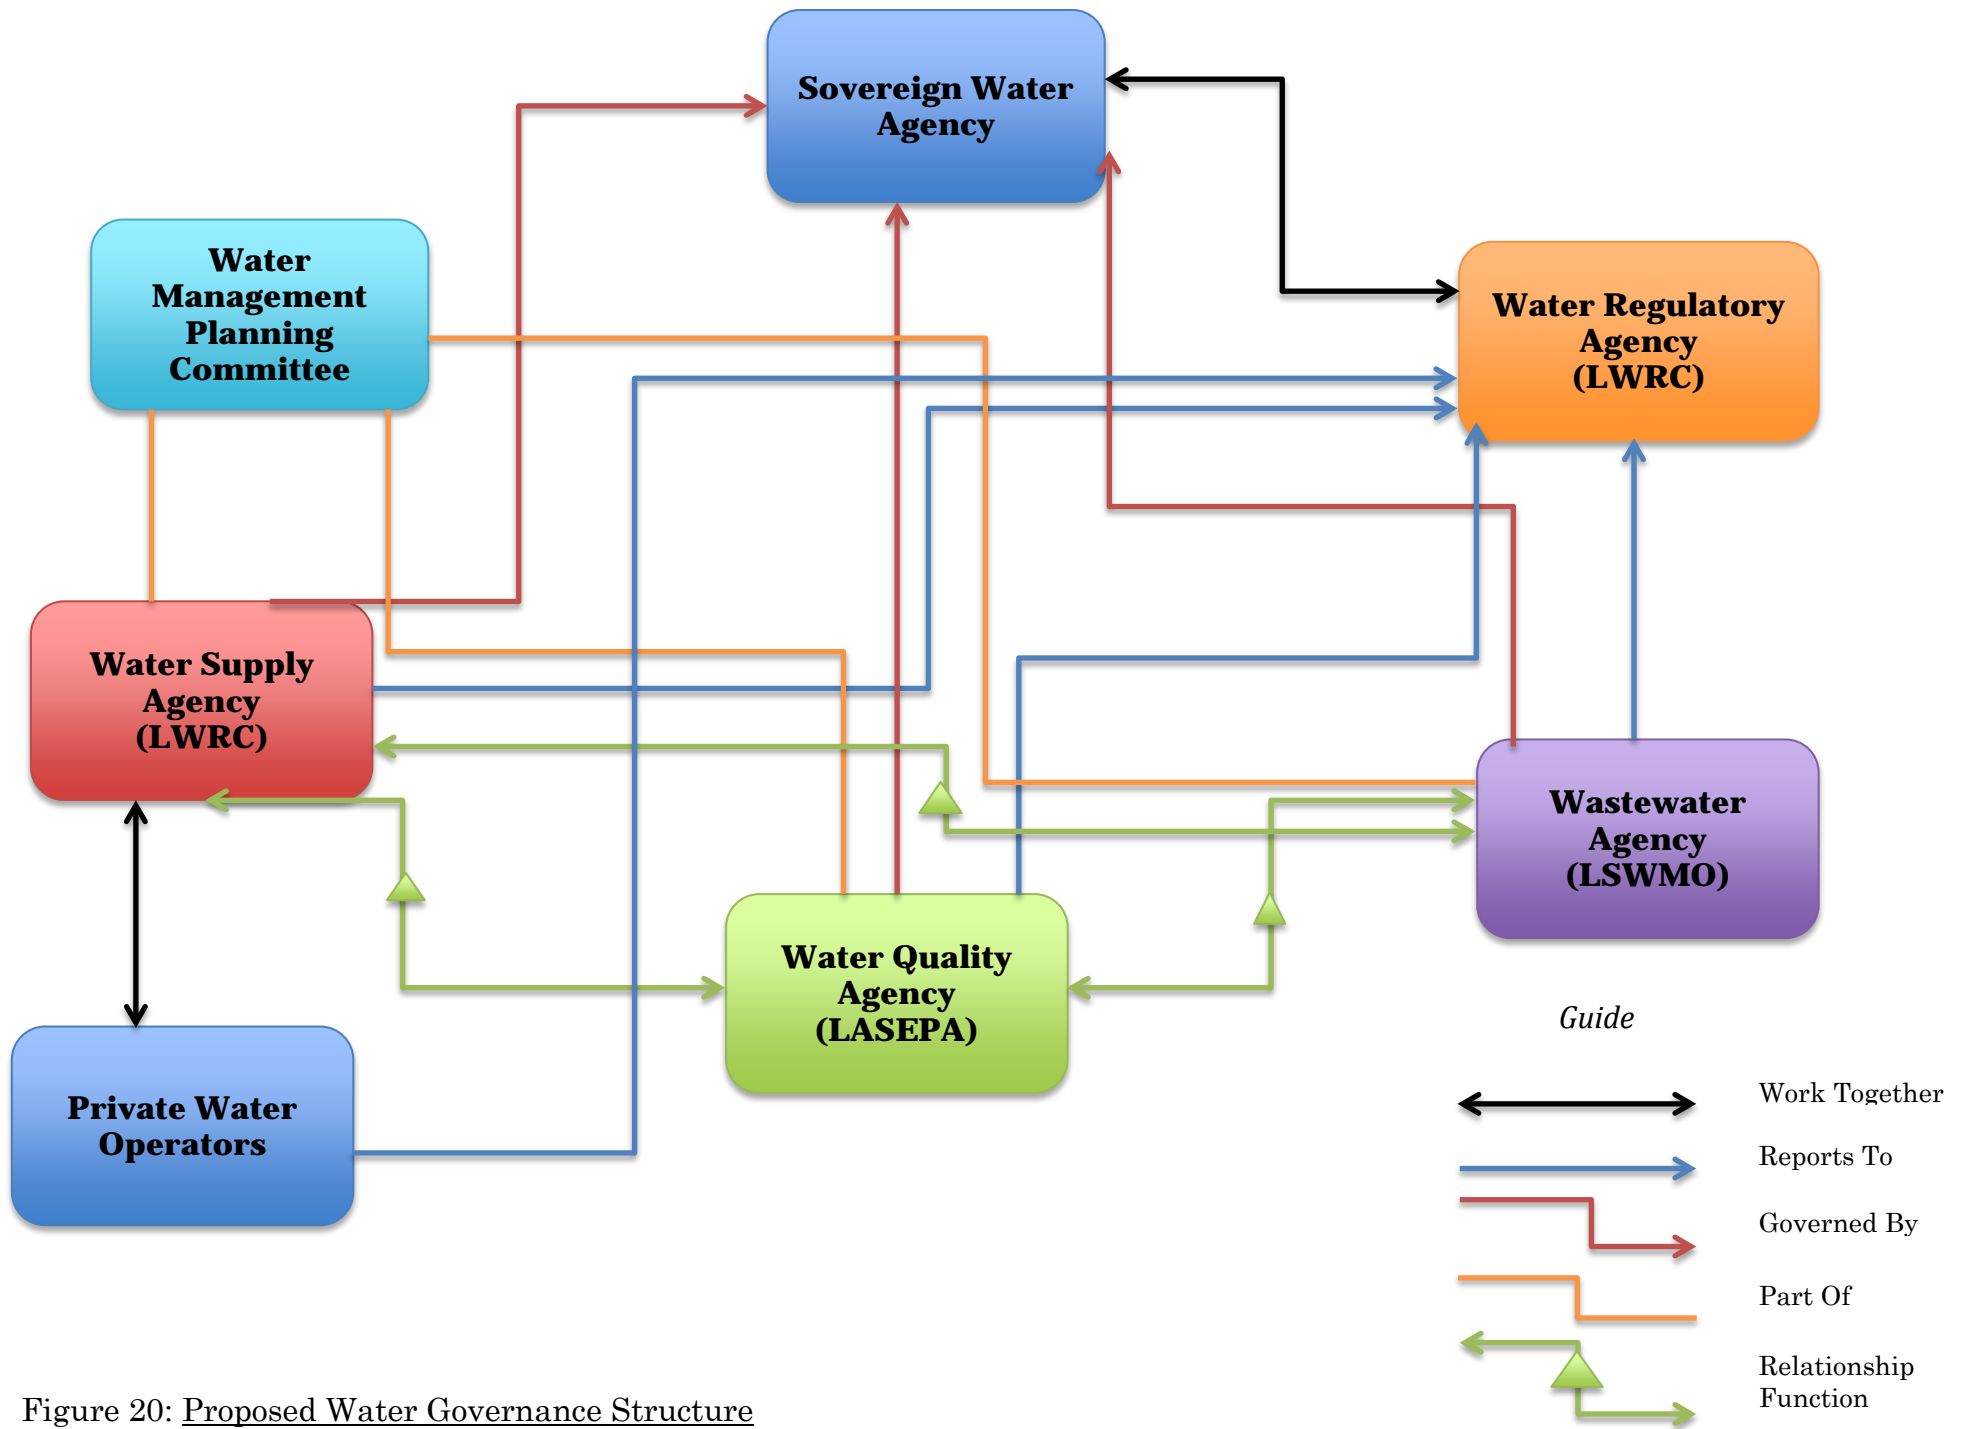 Sovereign Water
Agency
Water
Management
Planning
Committee
Water Regulatory
Agency
(LWRC)
Water Supply
Agency
(LWRC)
Wastewater
Agency
(LSWMO)
Water Quality
Agency
(LASEPA)
Private Water
Operators
Guide
Work Together
Reports To
Governed By
Part Of
Relationship
Function
Figure 20: Proposed Water Governance Structure